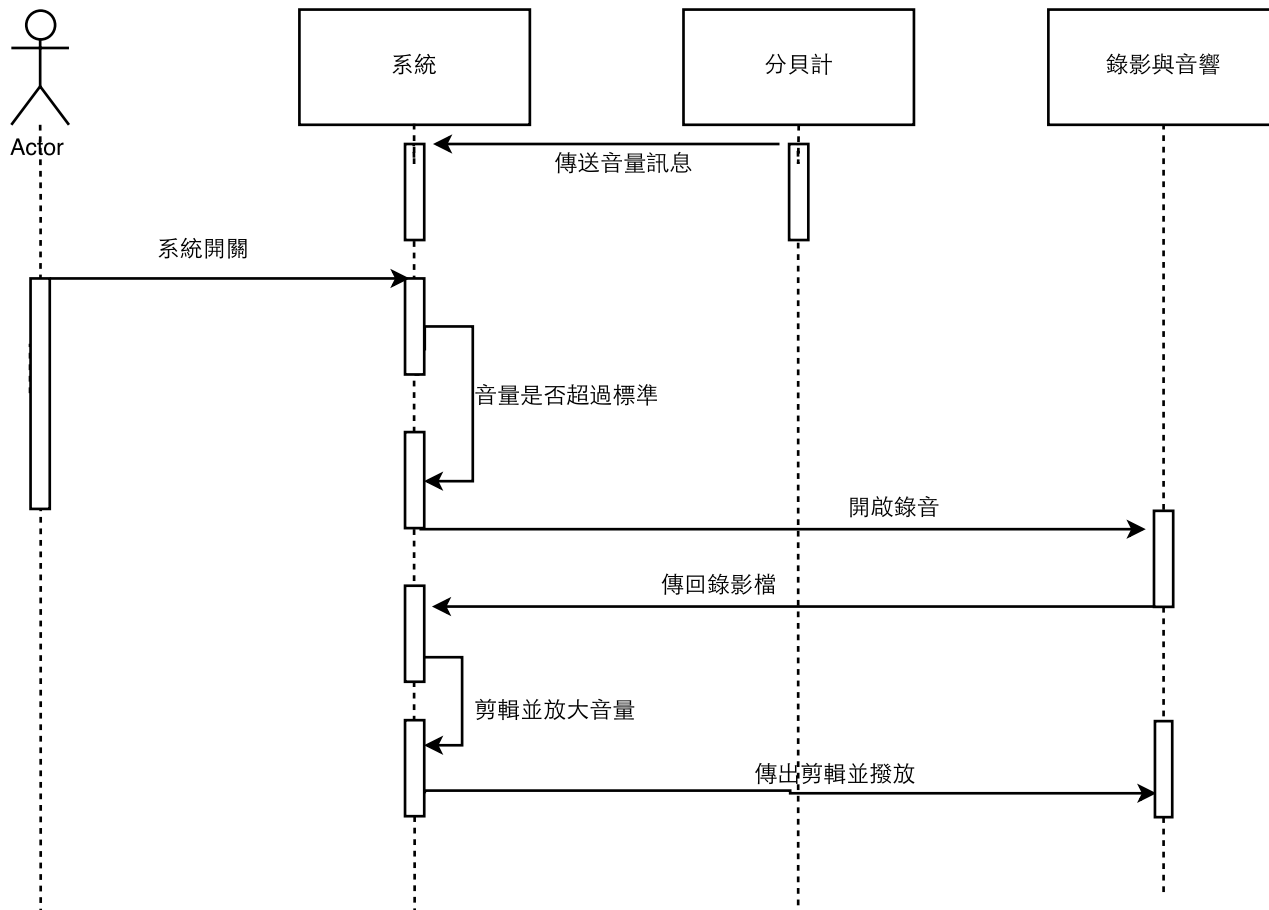 系統
分貝計
錄影與音響
Actor
傳送音量訊息
系統開關
音量是否超過標準
開啟錄音
傳回錄影檔
剪輯並放大音量
傳出剪輯並撥放